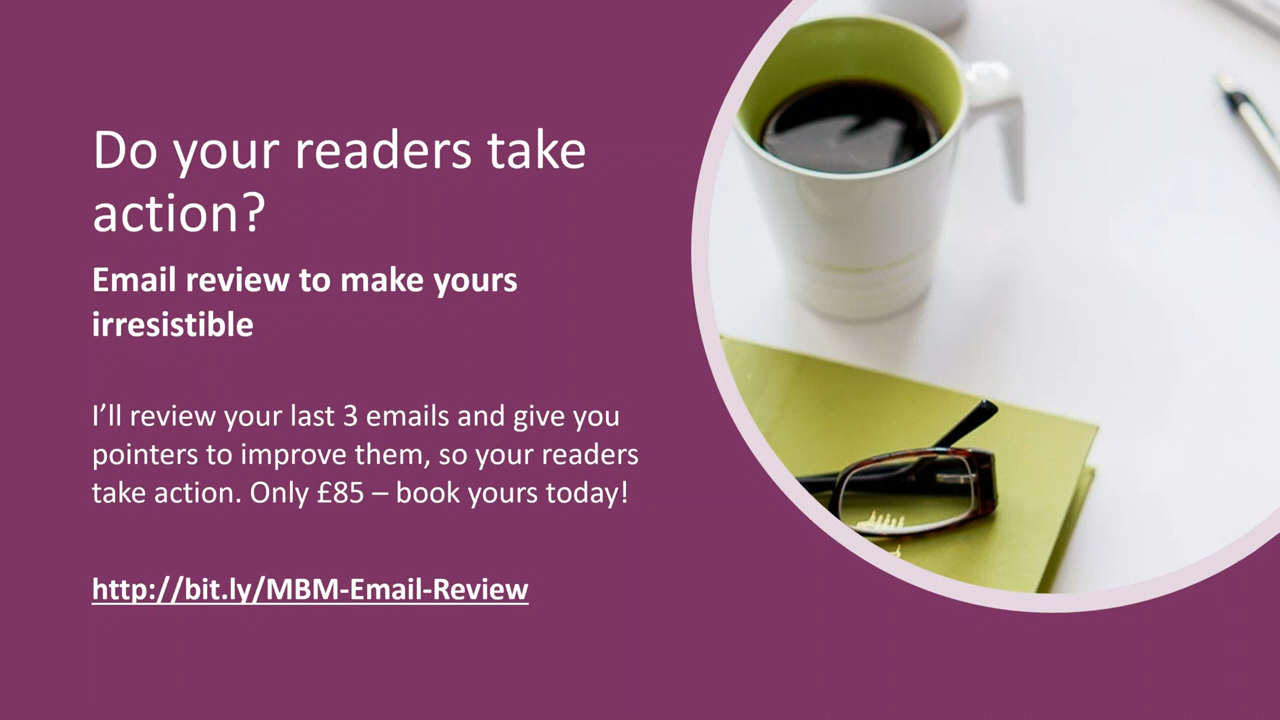 Do your readers take
action?
Email review to make yours
irresistible
I’ll review your last 3 emails and give you
pointers to improve them, so your readers
take action. Only £85 – book yours today!
http://bit.ly/MBM-Email-Review